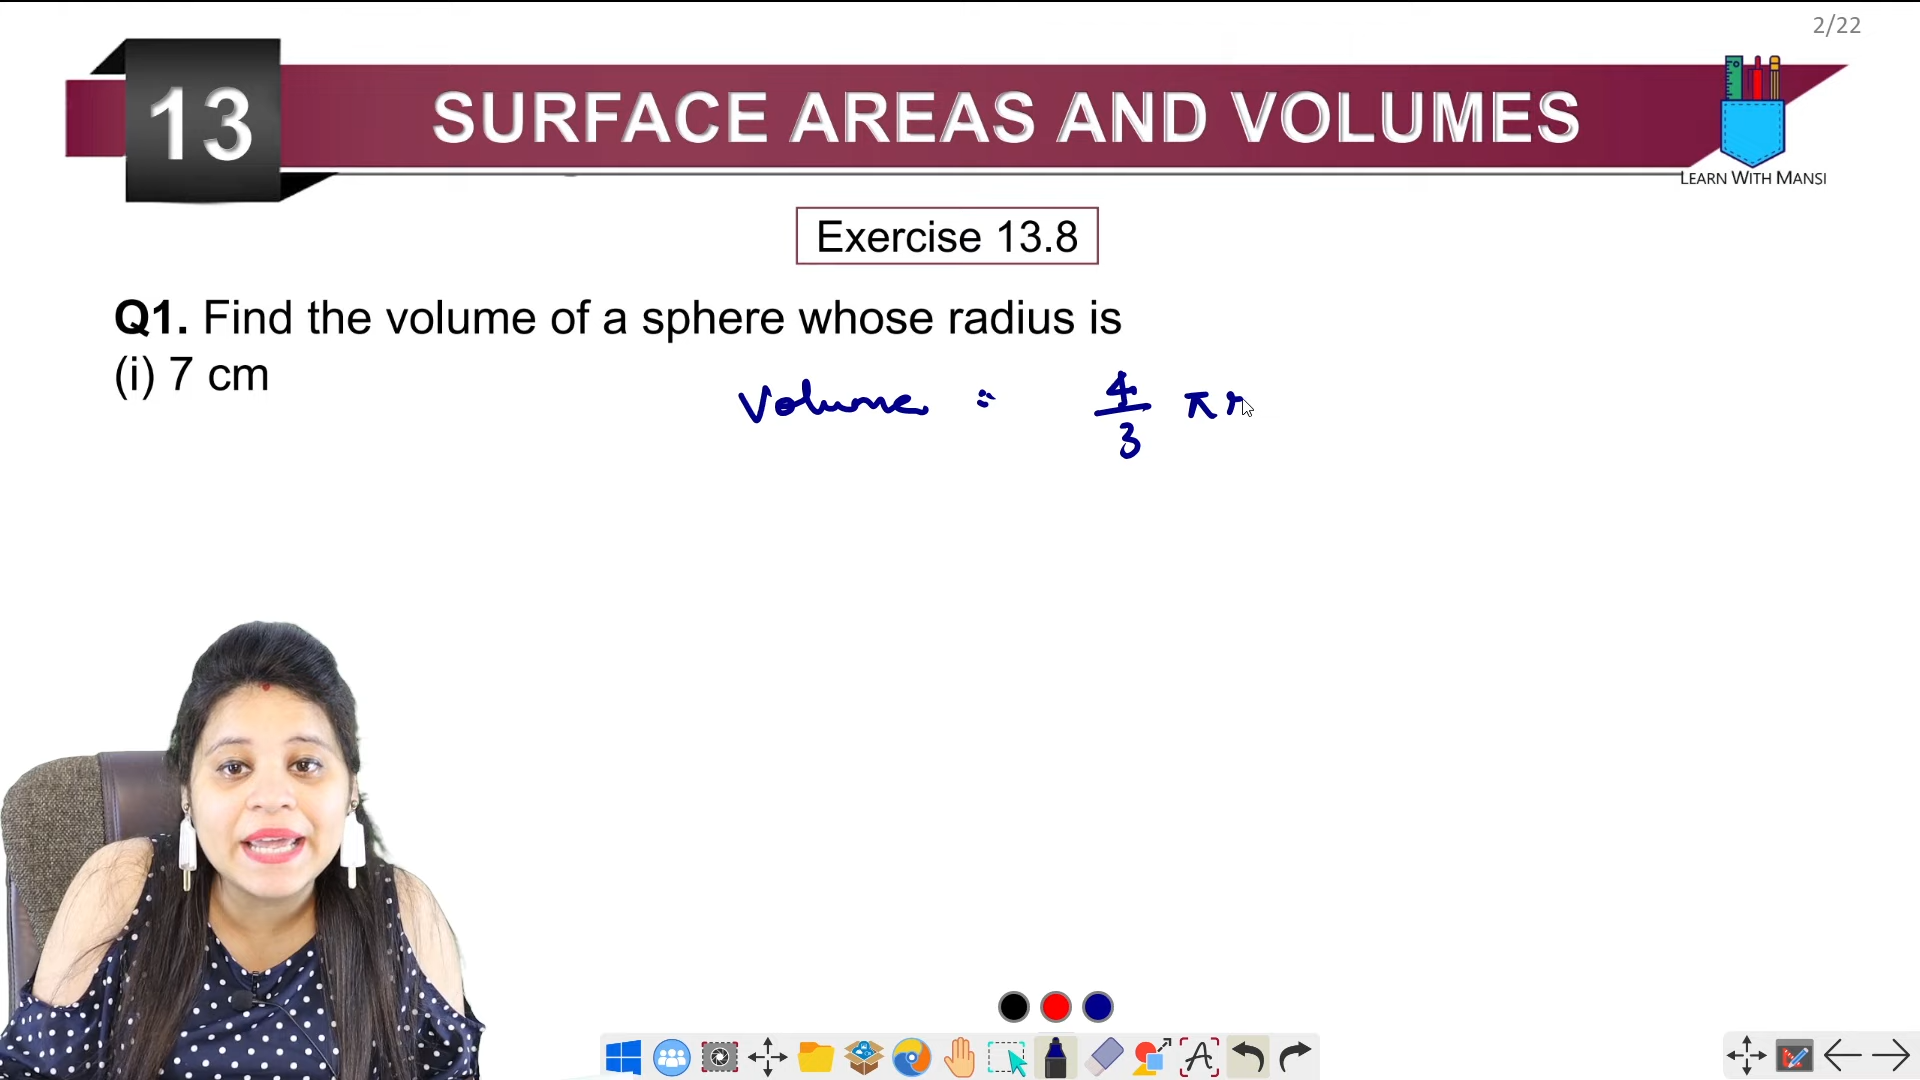 2/22
13 SURFACE AREAS AND VOLUMES
LEARN WITH MANSI
Exercise 13.8
Q1. Find the volume of a sphere whose radius is
(i) 7 cm
Volume = 4/3 πr